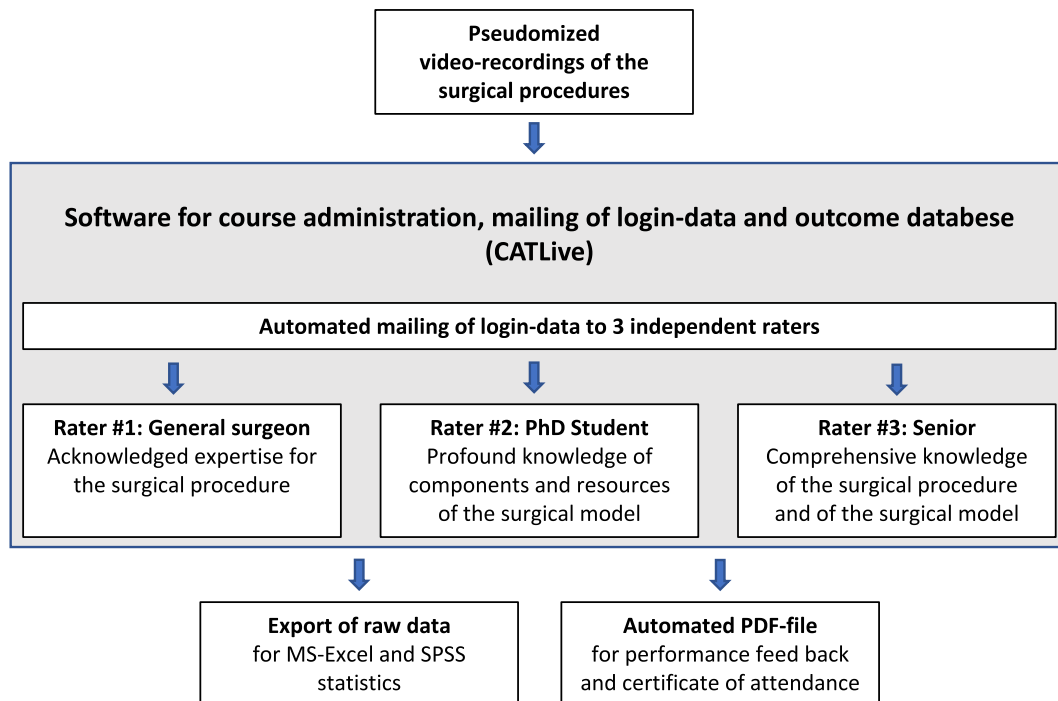 Pseudomized
video-recordings of the
surgical procedures
Software for course administration, mailing of login-data and outcome databese
(CATLive)
Automated mailing of login-data to 3 independent raters
Rater #1: General surgeon
Acknowledged expertise for
the surgical procedure
Rater #2: PhD Student
Profound knowledge of
components and resources
of the surgical model
Rater #3: Senior
Comprehensive knowledge
of the surgical procedure
and of the surgical model
Export of raw data
for MS-Excel and SPSS
statistics
Automated PDF-file
for performance feed back
and certificate of attendance